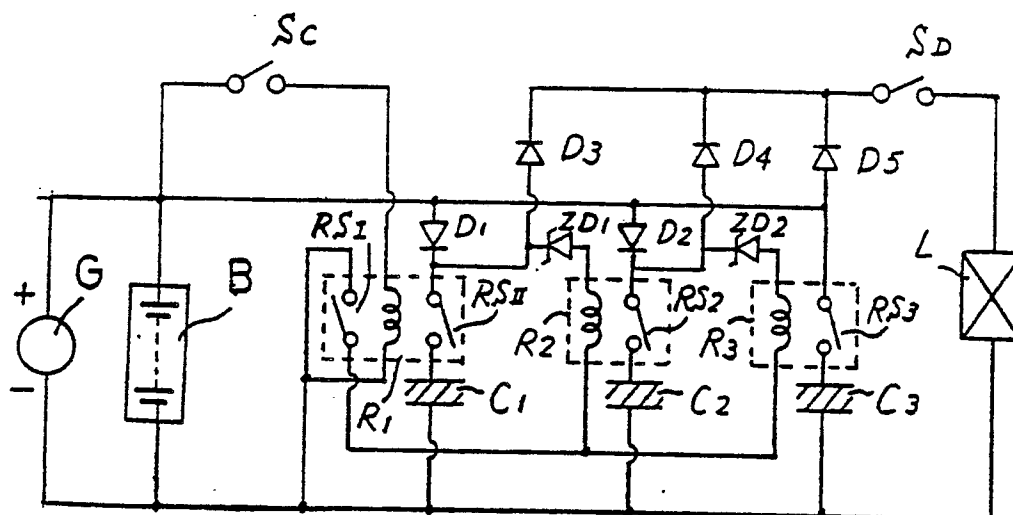 SC
SD
D3
D4
D5
RS1
D1
ZD1
D2
ZD2
L
+
G
B
RSII
R2
RS2
R3
RS3
−
R1
C1
C2
C3